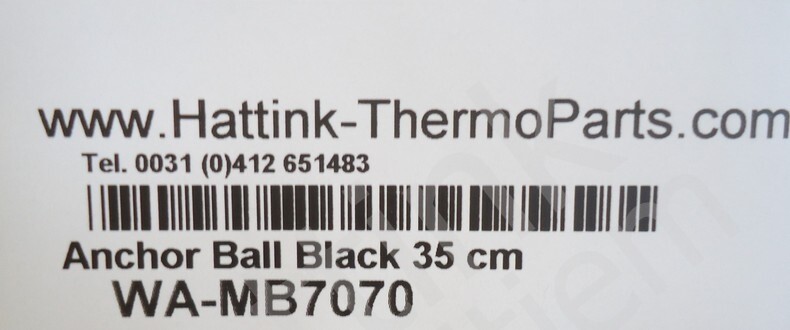 www.Hattink-ThermoParts.com
Tel. 0031 (0)412 651483
Anchor Ball Black 35 cm
WA-MB7070